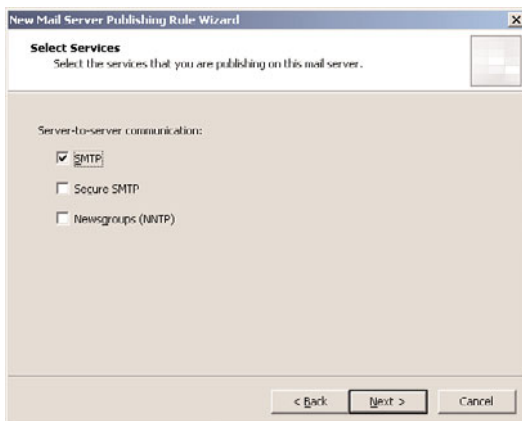 New Mail Server Publishing Rule Wizard
Select Services
Select the services that you are publishing on this mail server.
Server-to-server communication:
SMTP
Secure SMTP
Newsgroups (NNTP)
< Back
Next >
Cancel